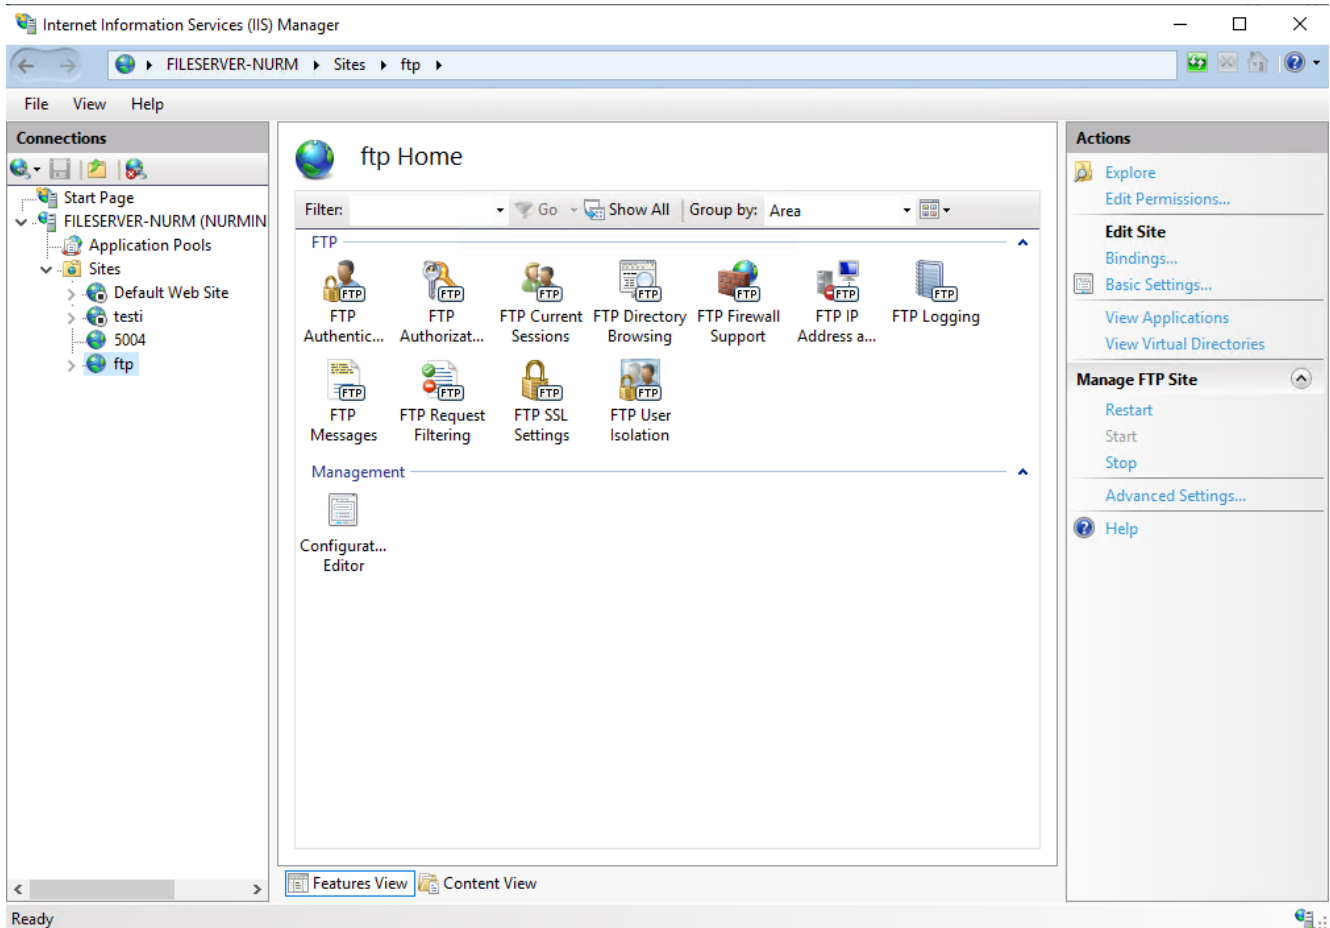 Internet Information Services (IIS) Manager
FILESERVER-NURM Sites ftp
File View Help
Connections
Start Page
FILESERVER-NURM (NURMIN
Application Pools
Sites
Default Web Site
testi
5004
ftp
ftp Home
Filter: Go Show All Group by: Area
FTP
FTP Authentic...
FTP Authorizat...
FTP Current Sessions
FTP Directory Browsing
FTP Firewall Support
FTP IP Address a...
FTP Logging
FTP Messages
FTP Request Filtering
FTP SSL Settings
FTP User Isolation
Management
Configurat...
Editor
Features View Content View
Actions
Explore
Edit Permissions...
Edit Site
Bindings...
Basic Settings...
View Applications
View Virtual Directories
Manage FTP Site
Restart
Start
Stop
Advanced Settings...
Help
Ready